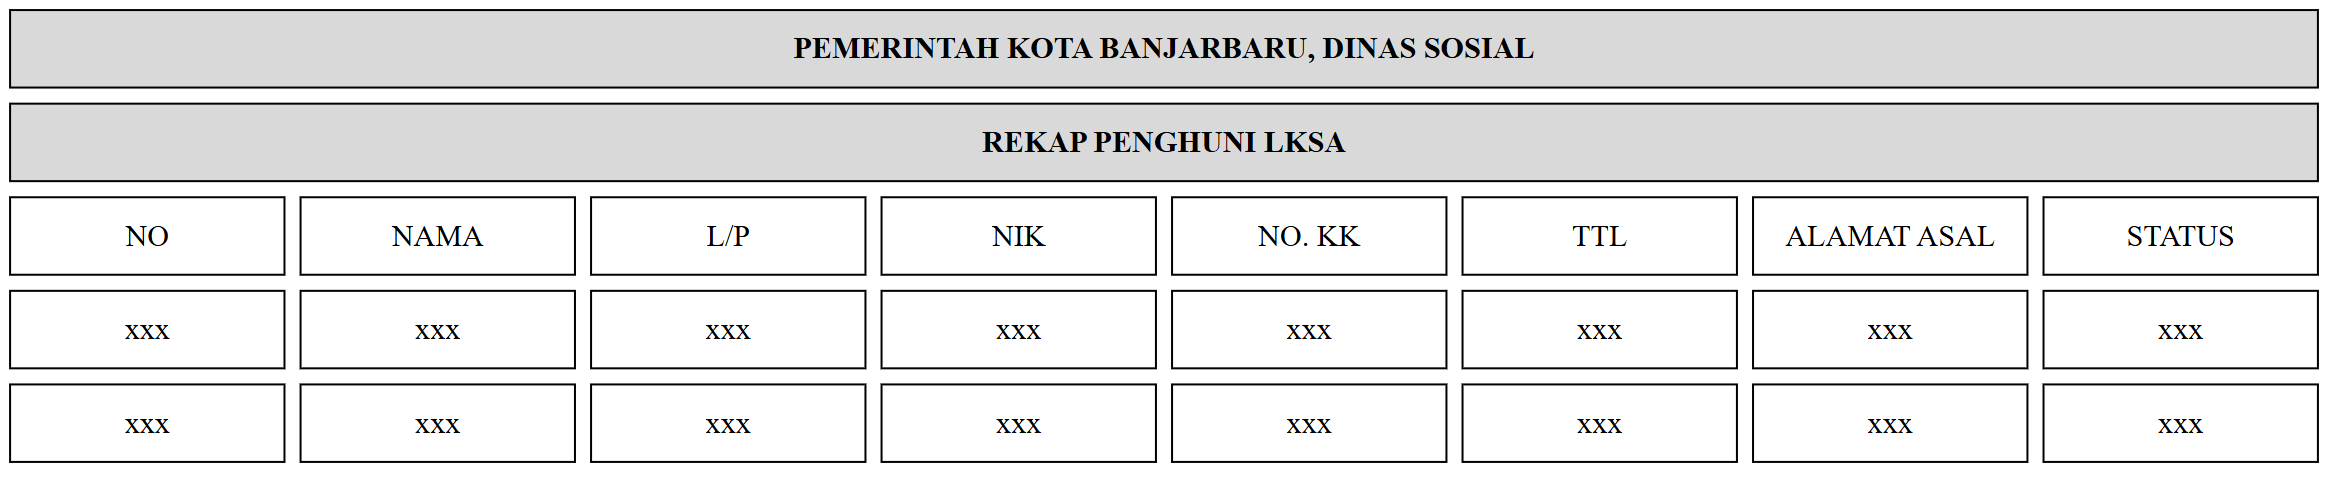 PEMERINTAH KOTA BANJARBARU, DINAS SOSIAL
REKAP PENGHUNI LKSA
NO NAMA L/P NIK NO. KK TTL ALAMAT ASAL STATUS
xxx xxx xxx xxx xxx xxx xxx xxx
xxx xxx xxx xxx xxx xxx xxx xxx